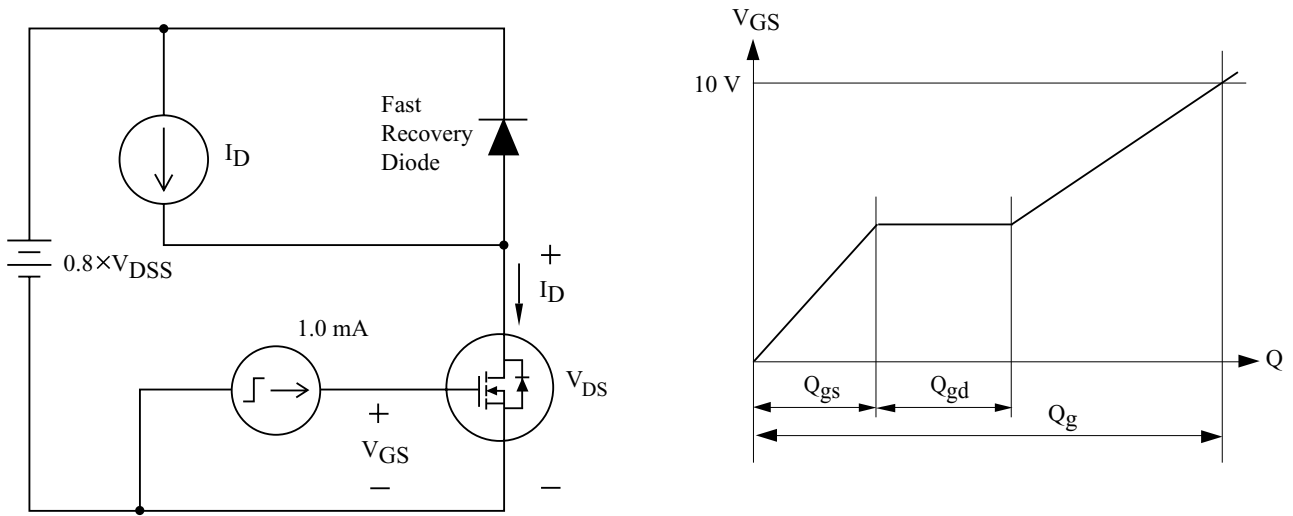 Fast
Recovery
Diode
I_D
0.8×V_DSS
+
I_D
1.0 mA
V_DS
+
V_GS
−
−
V_GS
10 V
Q
Q_gs
Q_gd
Q_g